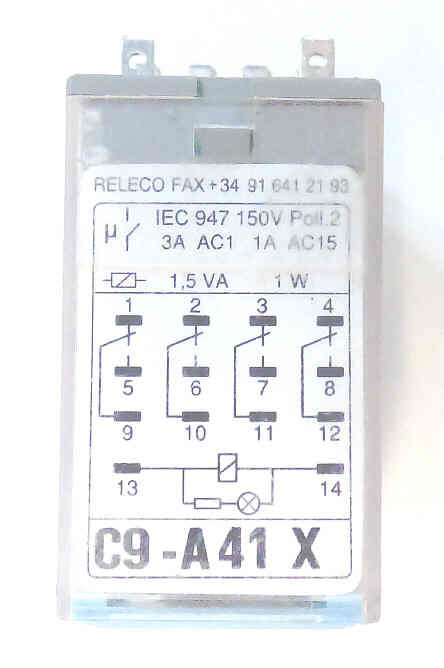 RELECO FAX +34 91 641 21 93
µ IEC 947 150V Poll.2
3A AC1 1A AC15
1,5 VA 1 W
1 2 3 4
5 6 7 8
9 10 11 12
13 14
C9-A41 X